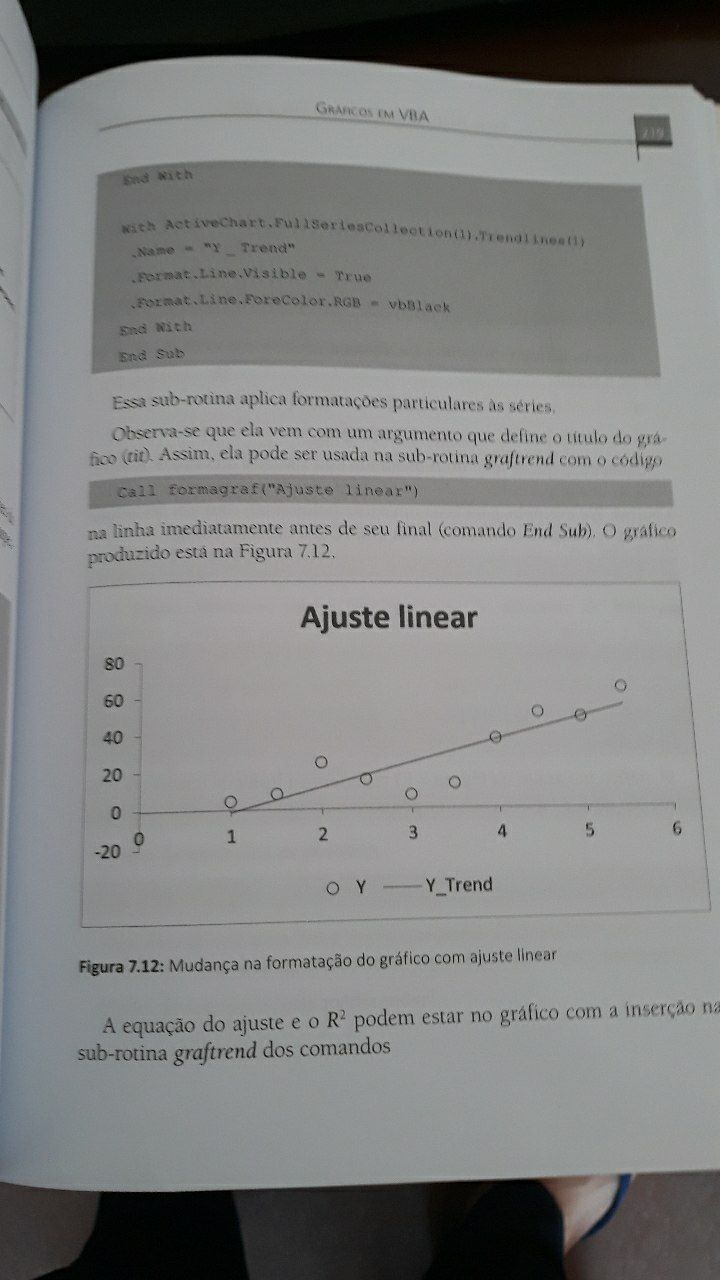 GRÁFICOS EM VBA
219
End With
With ActiveChart.FullSeriesCollection(1).Trendlines(1)
.Name = "Y _ Trend"
.Format.Line.Visible = True
.Format.Line.ForeColor.RGB = vbBlack
End With
End Sub
Essa sub-rotina aplica formatações particulares às séries.
Observa-se que ela vem com um argumento que define o título do grá-
fico (tit). Assim, ela pode ser usada na sub-rotina graftrend com o código
Call formagraf("Ajuste linear")
na linha imediatamente antes de seu final (comando End Sub). O gráfico
produzido está na Figura 7.12.
Ajuste linear
80
60
40
20
0
-20
0 1 2 3 4 5 6
Y Y_Trend
Figura 7.12: Mudança na formatação do gráfico com ajuste linear
A equação do ajuste e o R² podem estar no gráfico com a inserção na
sub-rotina graftrend dos comandos